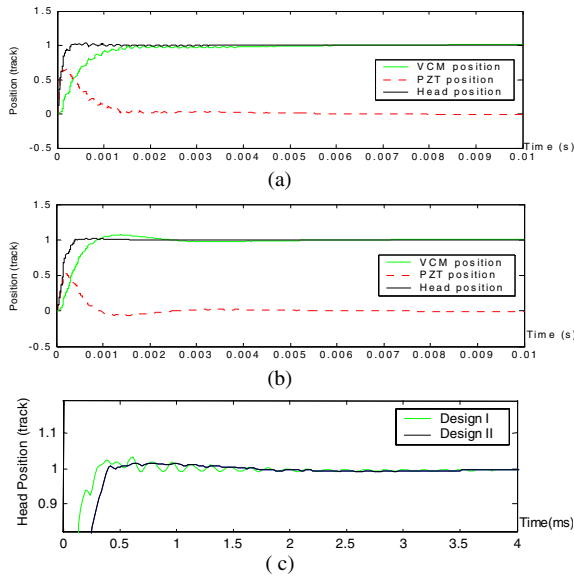 1.5
1
0.5
0
-0.5
Position (track)
VCM position
PZT position
Head position
0 0.001 0.002 0.003 0.004 0.005 0.006 0.007 0.008 0.009 0.01
Time (s)
(a)
1.5
1
0.5
0
-0.5
Position (track)
VCM position
PZT position
Head position
0 0.001 0.002 0.003 0.004 0.005 0.006 0.007 0.008 0.009 0.01
Time (s)
(b)
1.1
1
0.9
Head Position (track)
Design I
Design II
Time(ms)
0 0.5 1 1.5 2 2.5 3 3.5 4
( c)